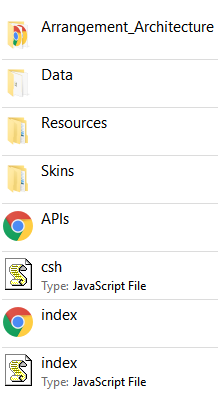 Arrangement_Architecture
Data
Resources
Skins
APIs
csh
Type: JavaScript File
index
index
Type: JavaScript File